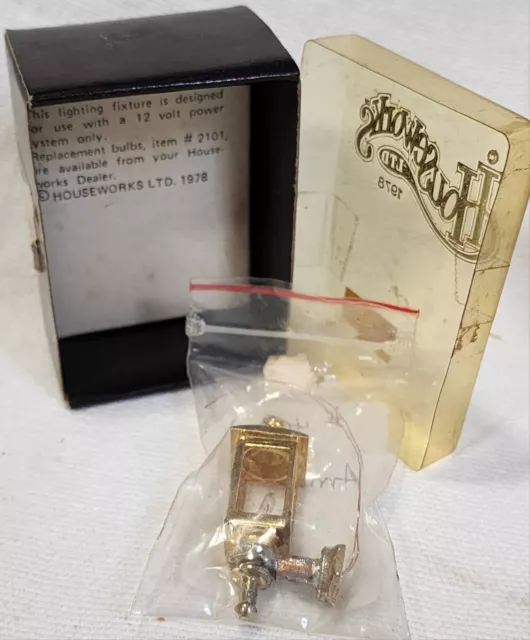 This lighting fixture is designed
for use with a 12 volt power
system only.
Replacement bulbs, item # 2101,
are available from your House-
works Dealer.
© HOUSEWORKS LTD. 1978
HOUSEWORKS
LTD.
1978